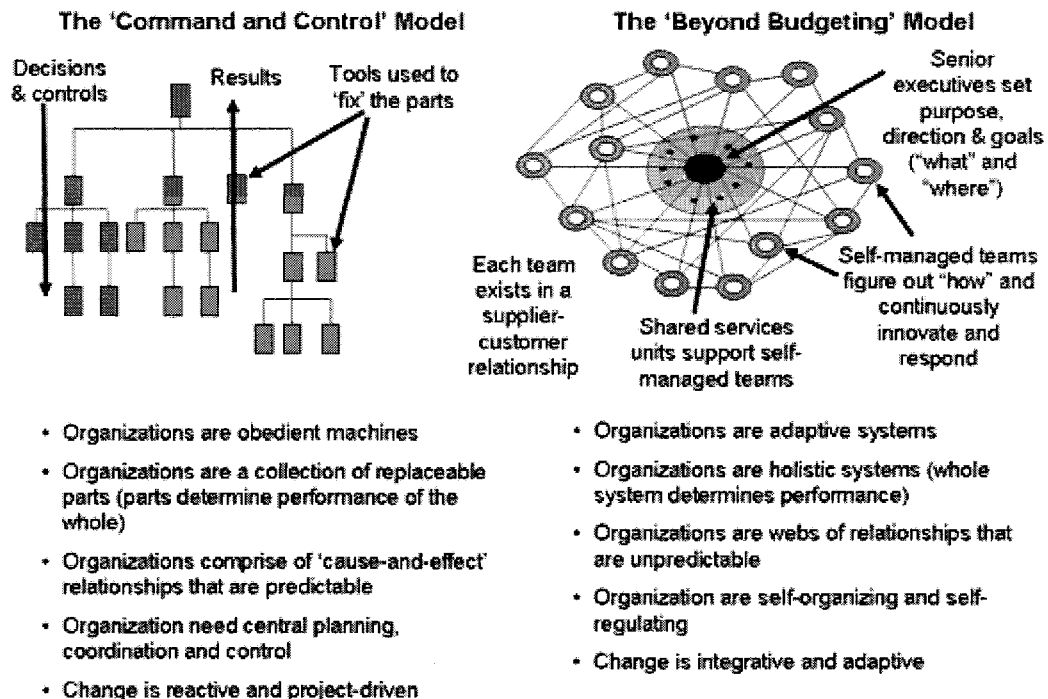 The 'Command and Control' Model
Decisions
& controls
Results
Tools used to
'fix' the parts
The 'Beyond Budgeting' Model
Senior
executives set
purpose,
direction & goals
("what" and
"where")
Each team
exists in a
supplier-
customer
relationship
Shared services
units support self-
managed teams
Self-managed teams
figure out "how" and
continuously
innovate and
respond
• Organizations are obedient machines
• Organizations are a collection of replaceable
parts (parts determine performance of the
whole)
• Organizations comprise of 'cause-and-effect'
relationships that are predictable
• Organization need central planning,
coordination and control
• Change is reactive and project-driven
• Organizations are adaptive systems
• Organizations are holistic systems (whole
system determines performance)
• Organizations are webs of relationships that
are unpredictable
• Organization are self-organizing and self-
regulating
• Change is integrative and adaptive